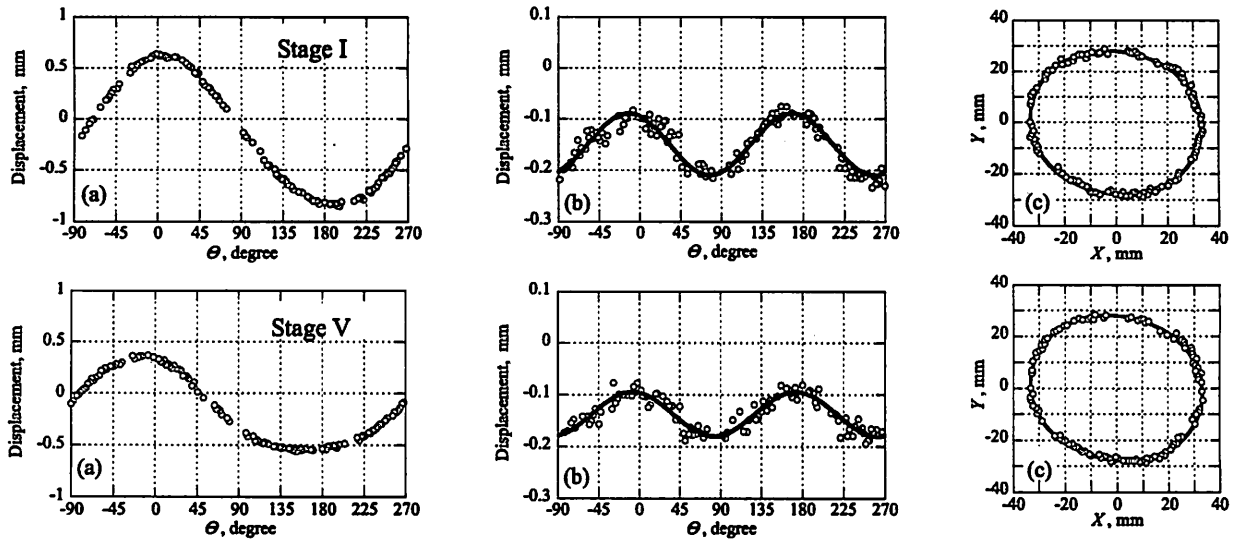 1
0.5
0
-0.5
-1
Displacement, mm
Stage I
(a)
-90 -45 0 45 90 135 180 225 270
Θ, degree
0.1
0
-0.1
-0.2
-0.3
Displacement, mm
(b)
-90 -45 0 45 90 135 180 225 270
Θ, degree
40
20
0
-20
-40
Y, mm
(c)
-40 -20 0 20 40
X, mm
1
0.5
0
-0.5
-1
Displacement, mm
Stage V
(a)
-90 -45 0 45 90 135 180 225 270
Θ, degree
0.1
0
-0.1
-0.2
-0.3
Displacement, mm
(b)
-90 -45 0 45 90 135 180 225 270
Θ, degree
40
20
0
-20
-40
Y, mm
(c)
-40 -20 0 20 40
X, mm